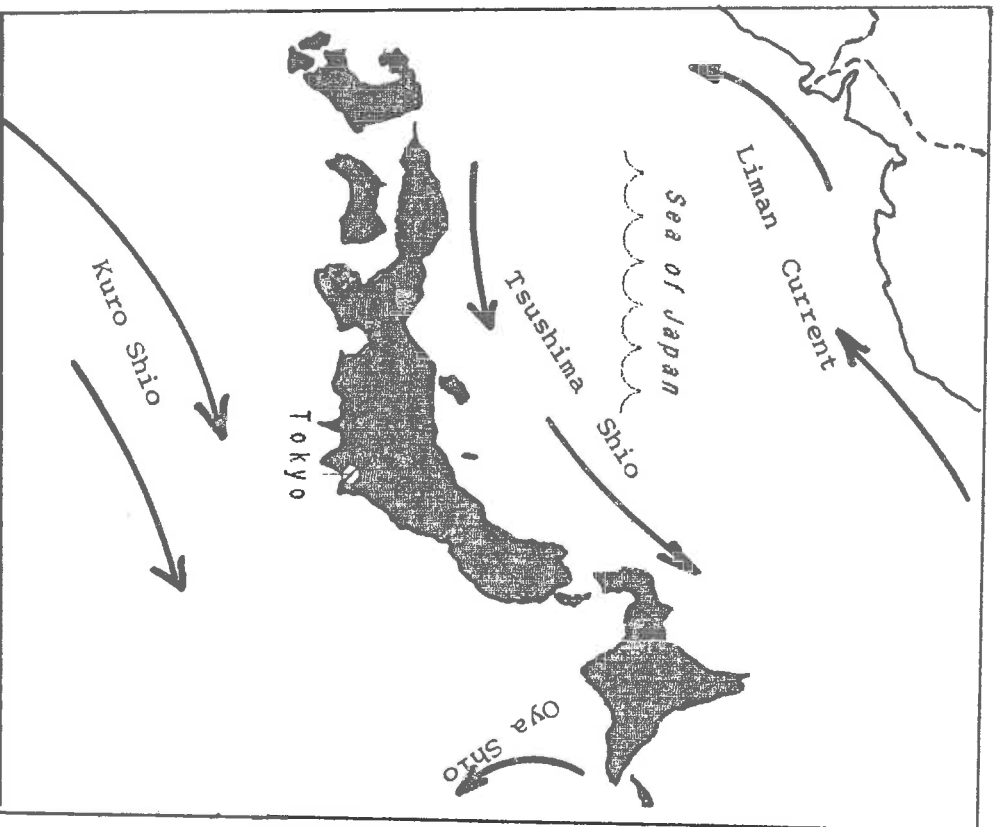 Liman Current
Sea of Japan
Tsushima Shio
Kuro Shio
Tokyo
Oya Shio